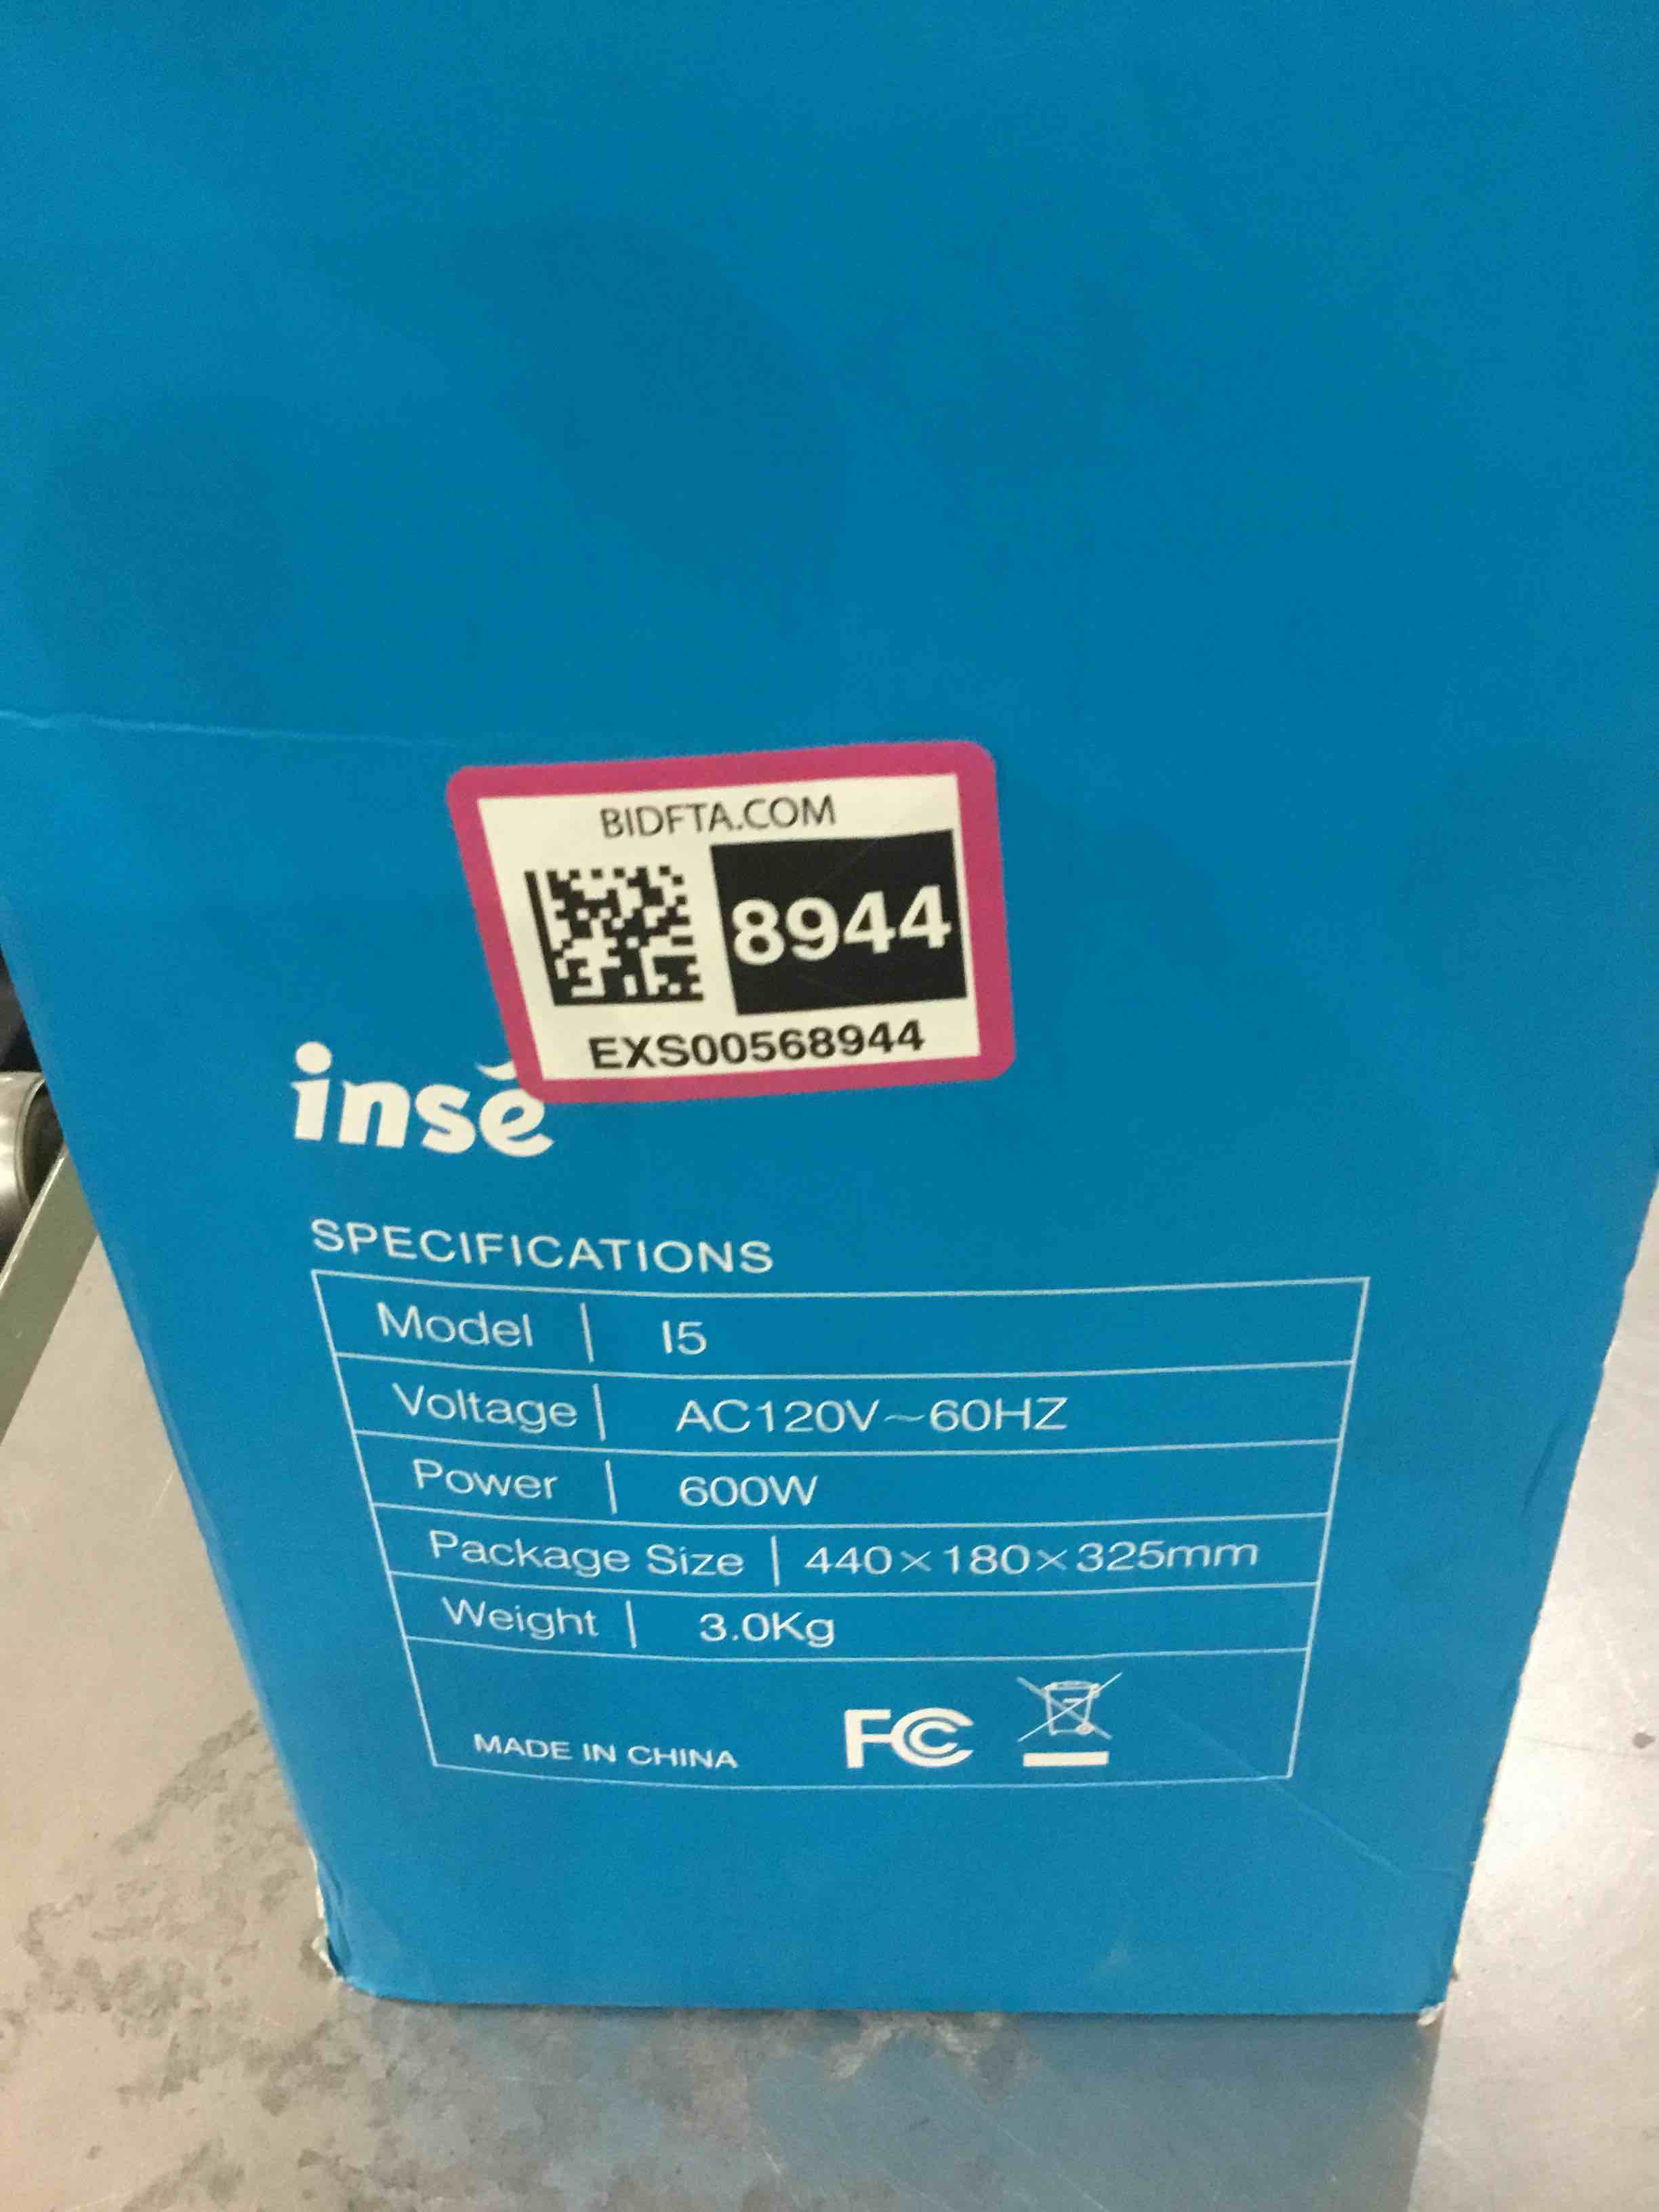 BIDFTA.COM
8944
EXS00568944
insē
SPECIFICATIONS
Model | I5
Voltage | AC120V~60HZ
Power | 600W
Package Size | 440×180×325mm
Weight | 3.0Kg
MADE IN CHINA FC